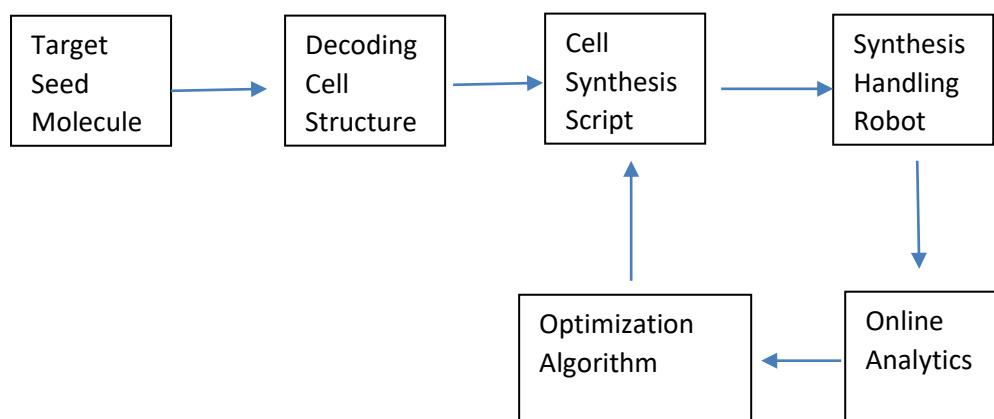 Target
Seed
Molecule
Decoding
Cell
Structure
Cell
Synthesis
Script
Synthesis
Handling
Robot
Optimization
Algorithm
Online
Analytics